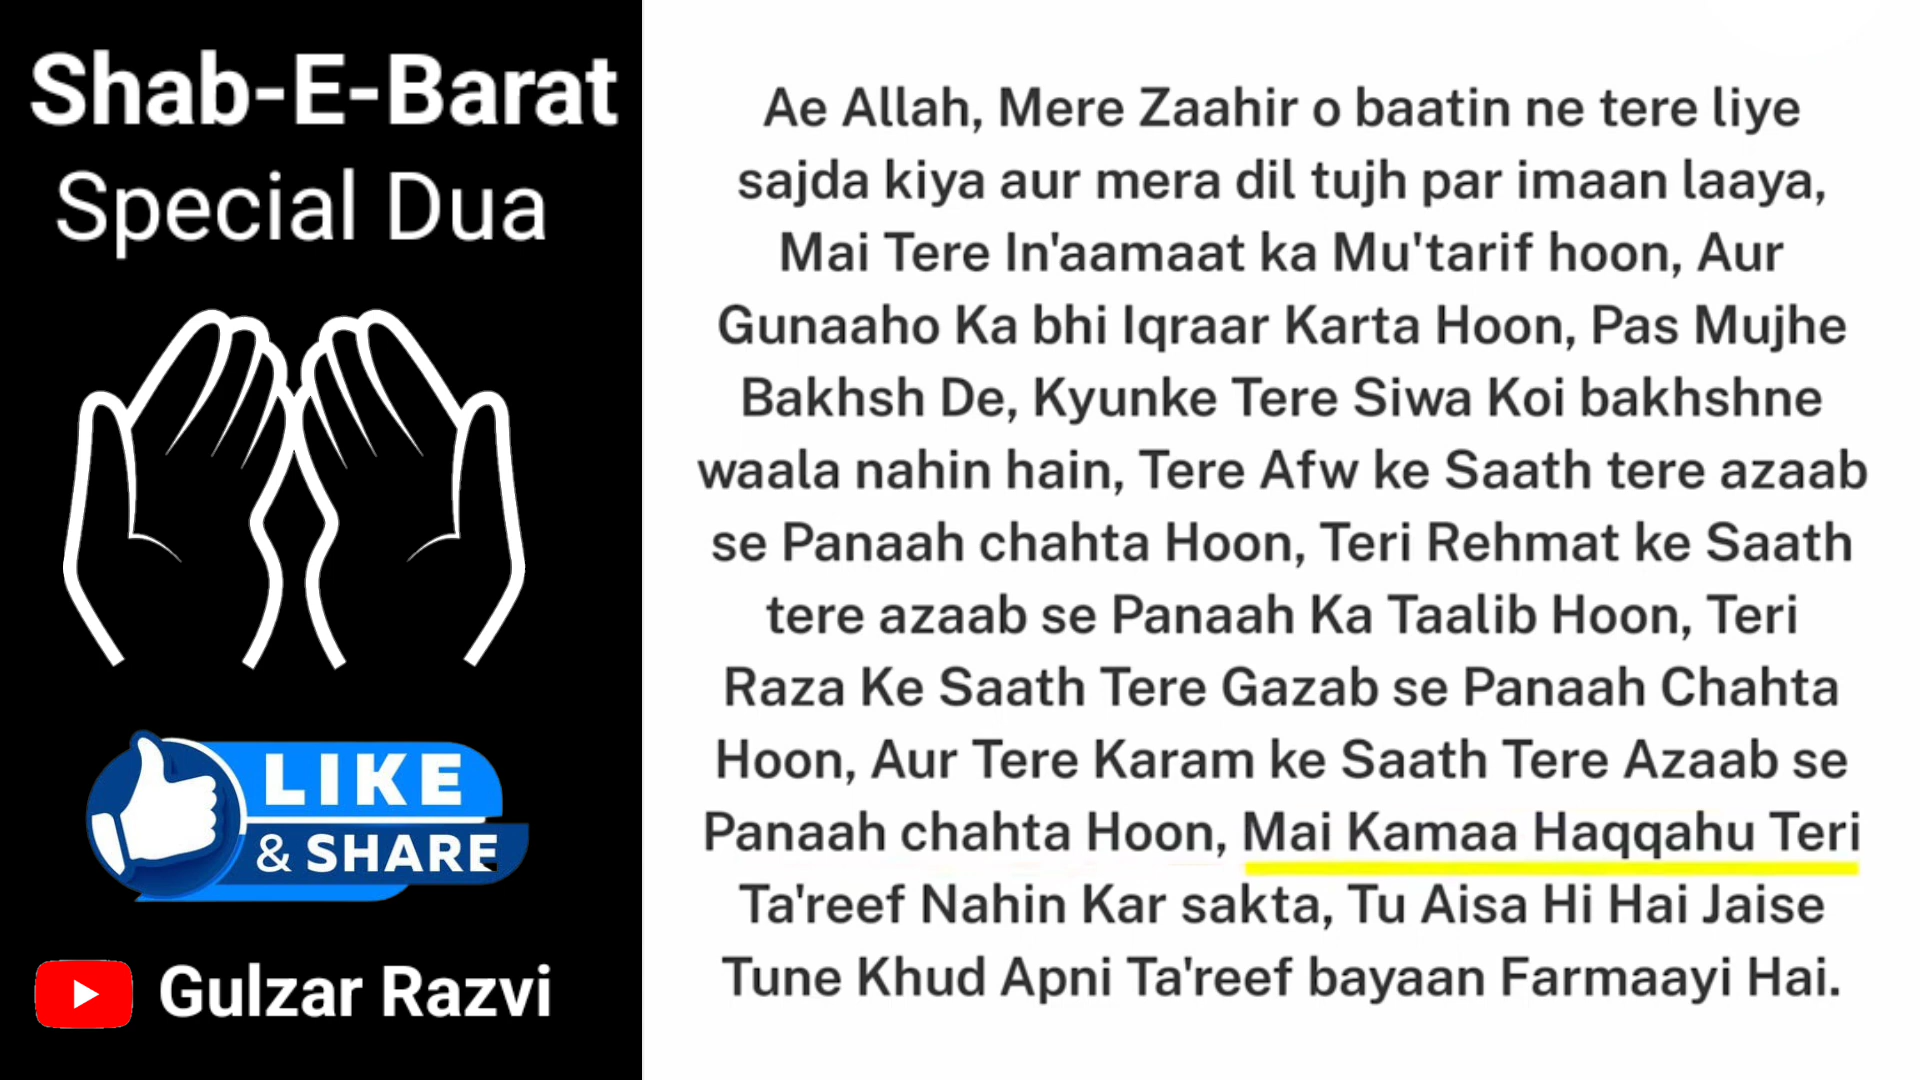 Shab-E-Barat
Special Dua
LIKE
& SHARE
Gulzar Razvi
Ae Allah, Mere Zaahir o baatin ne tere liye
sajda kiya aur mera dil tujh par imaan laaya,
Mai Tere In'aamaat ka Mu'tarif hoon, Aur
Gunaaho Ka bhi Iqraar Karta Hoon, Pas Mujhe
Bakhsh De, Kyunke Tere Siwa Koi bakhshne
waala nahin hain, Tere Afw ke Saath tere azaab
se Panaah chahta Hoon, Teri Rehmat ke Saath
tere azaab se Panaah Ka Taalib Hoon, Teri
Raza Ke Saath Tere Gazab se Panaah Chahta
Hoon, Aur Tere Karam ke Saath Tere Azaab se
Panaah chahta Hoon, Mai Kamaa Haqqahu Teri
Ta'reef Nahin Kar sakta, Tu Aisa Hi Hai Jaise
Tune Khud Apni Ta'reef bayaan Farmaayi Hai.